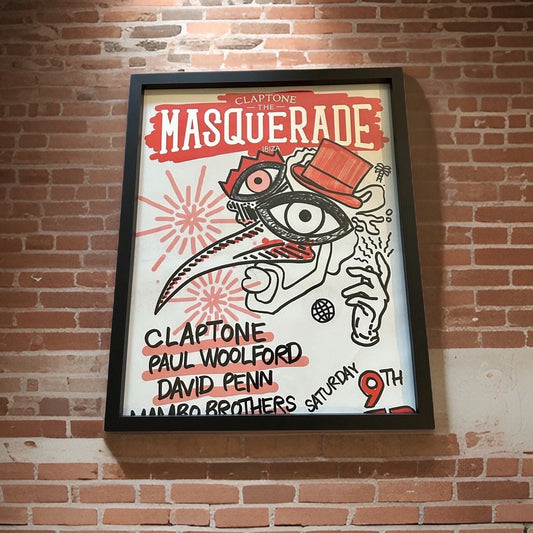 CLAPTONE
— THE —
MASQUERADE
IBIZA
CLAPTONE
PAUL WOOLFORD
DAVID PENN
MAMBO BROTHERS
SATURDAY
9TH